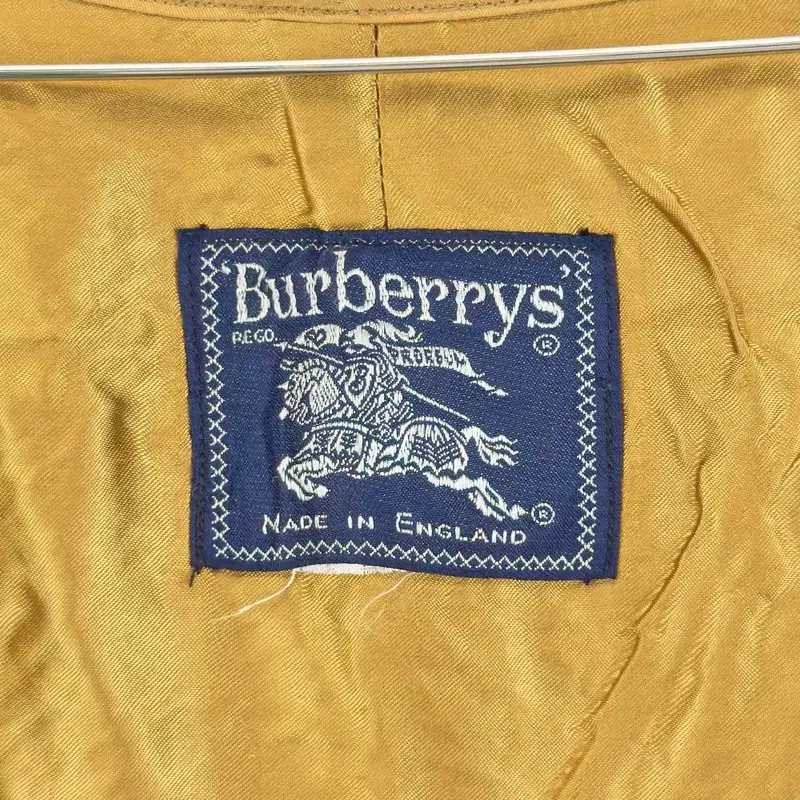 'Burberrys'
REGD. ®
PRORSUM
®
MADE IN ENGLAND